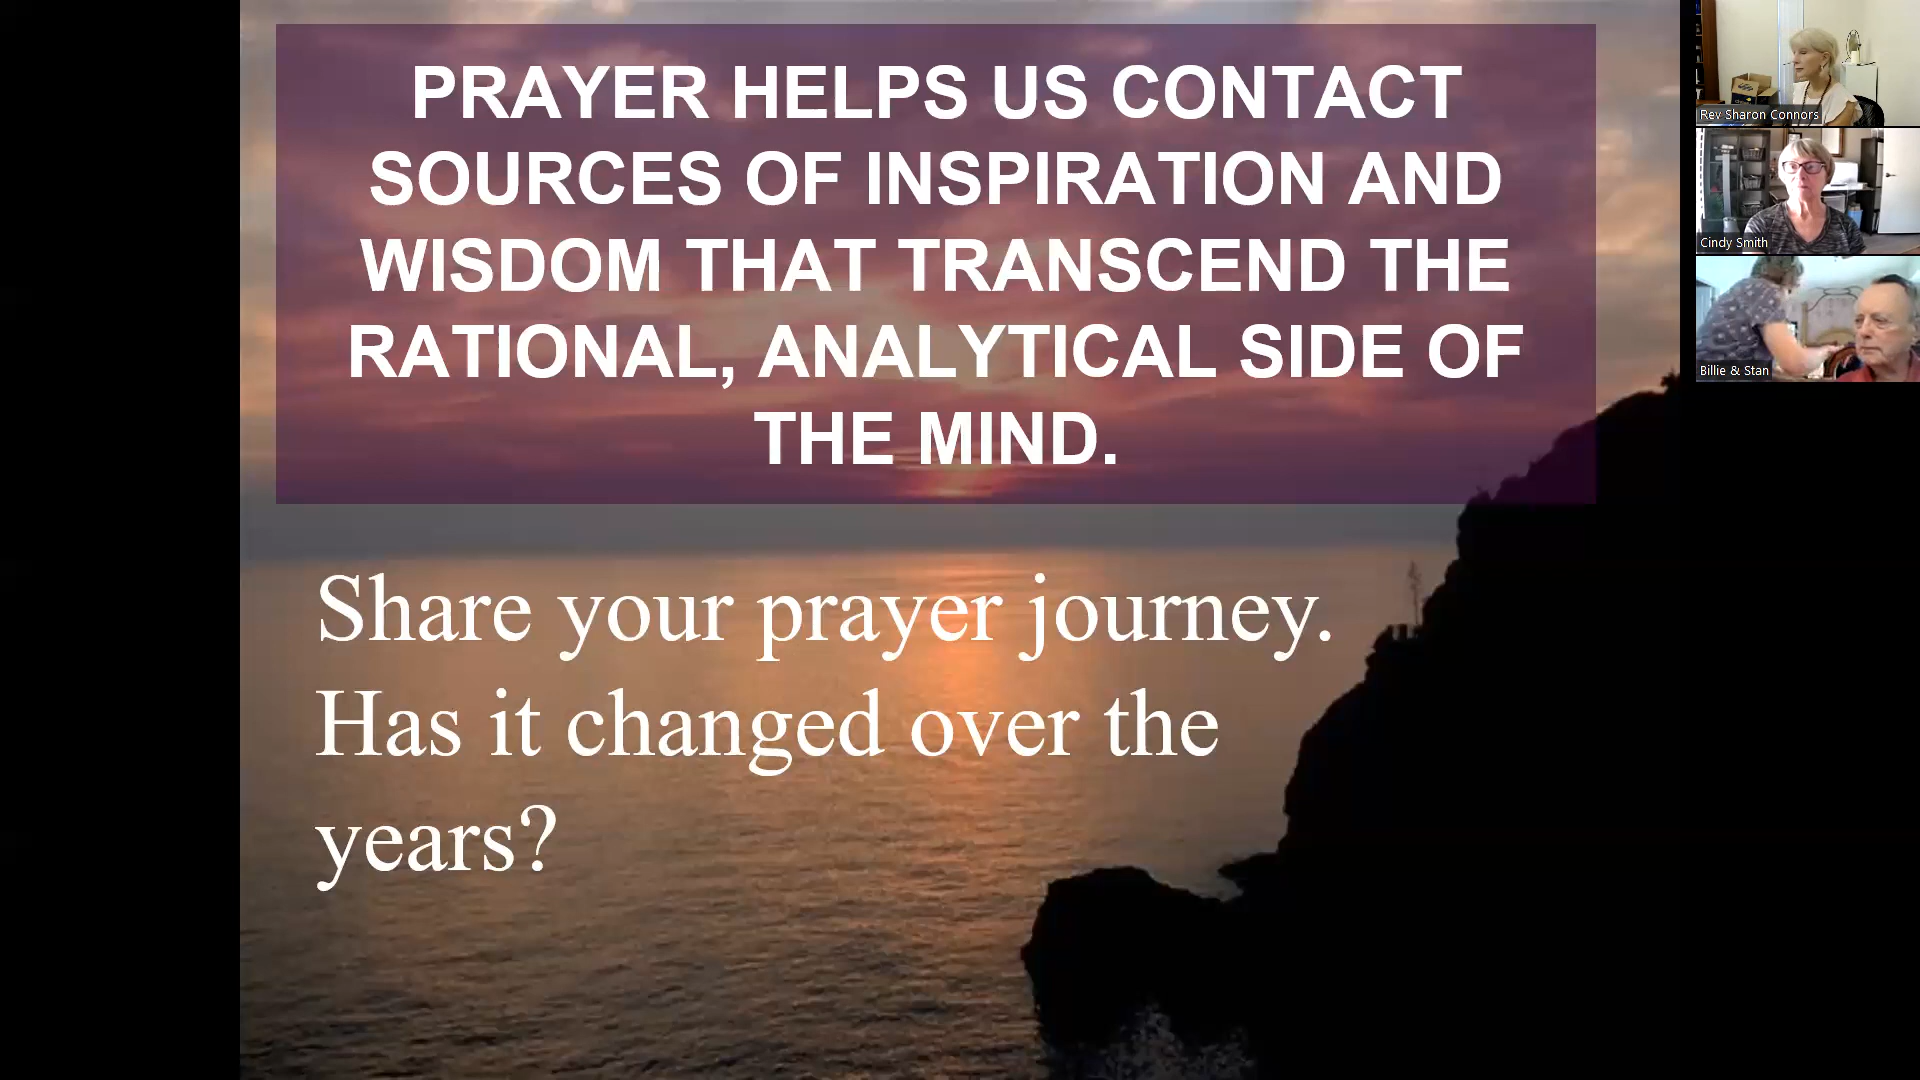 PRAYER HELPS US CONTACT
SOURCES OF INSPIRATION AND
WISDOM THAT TRANSCEND THE
RATIONAL, ANALYTICAL SIDE OF
THE MIND.
Share your prayer journey.
Has it changed over the
years?
Rev Sharon Connors
Cindy Smith
Billie & Stan